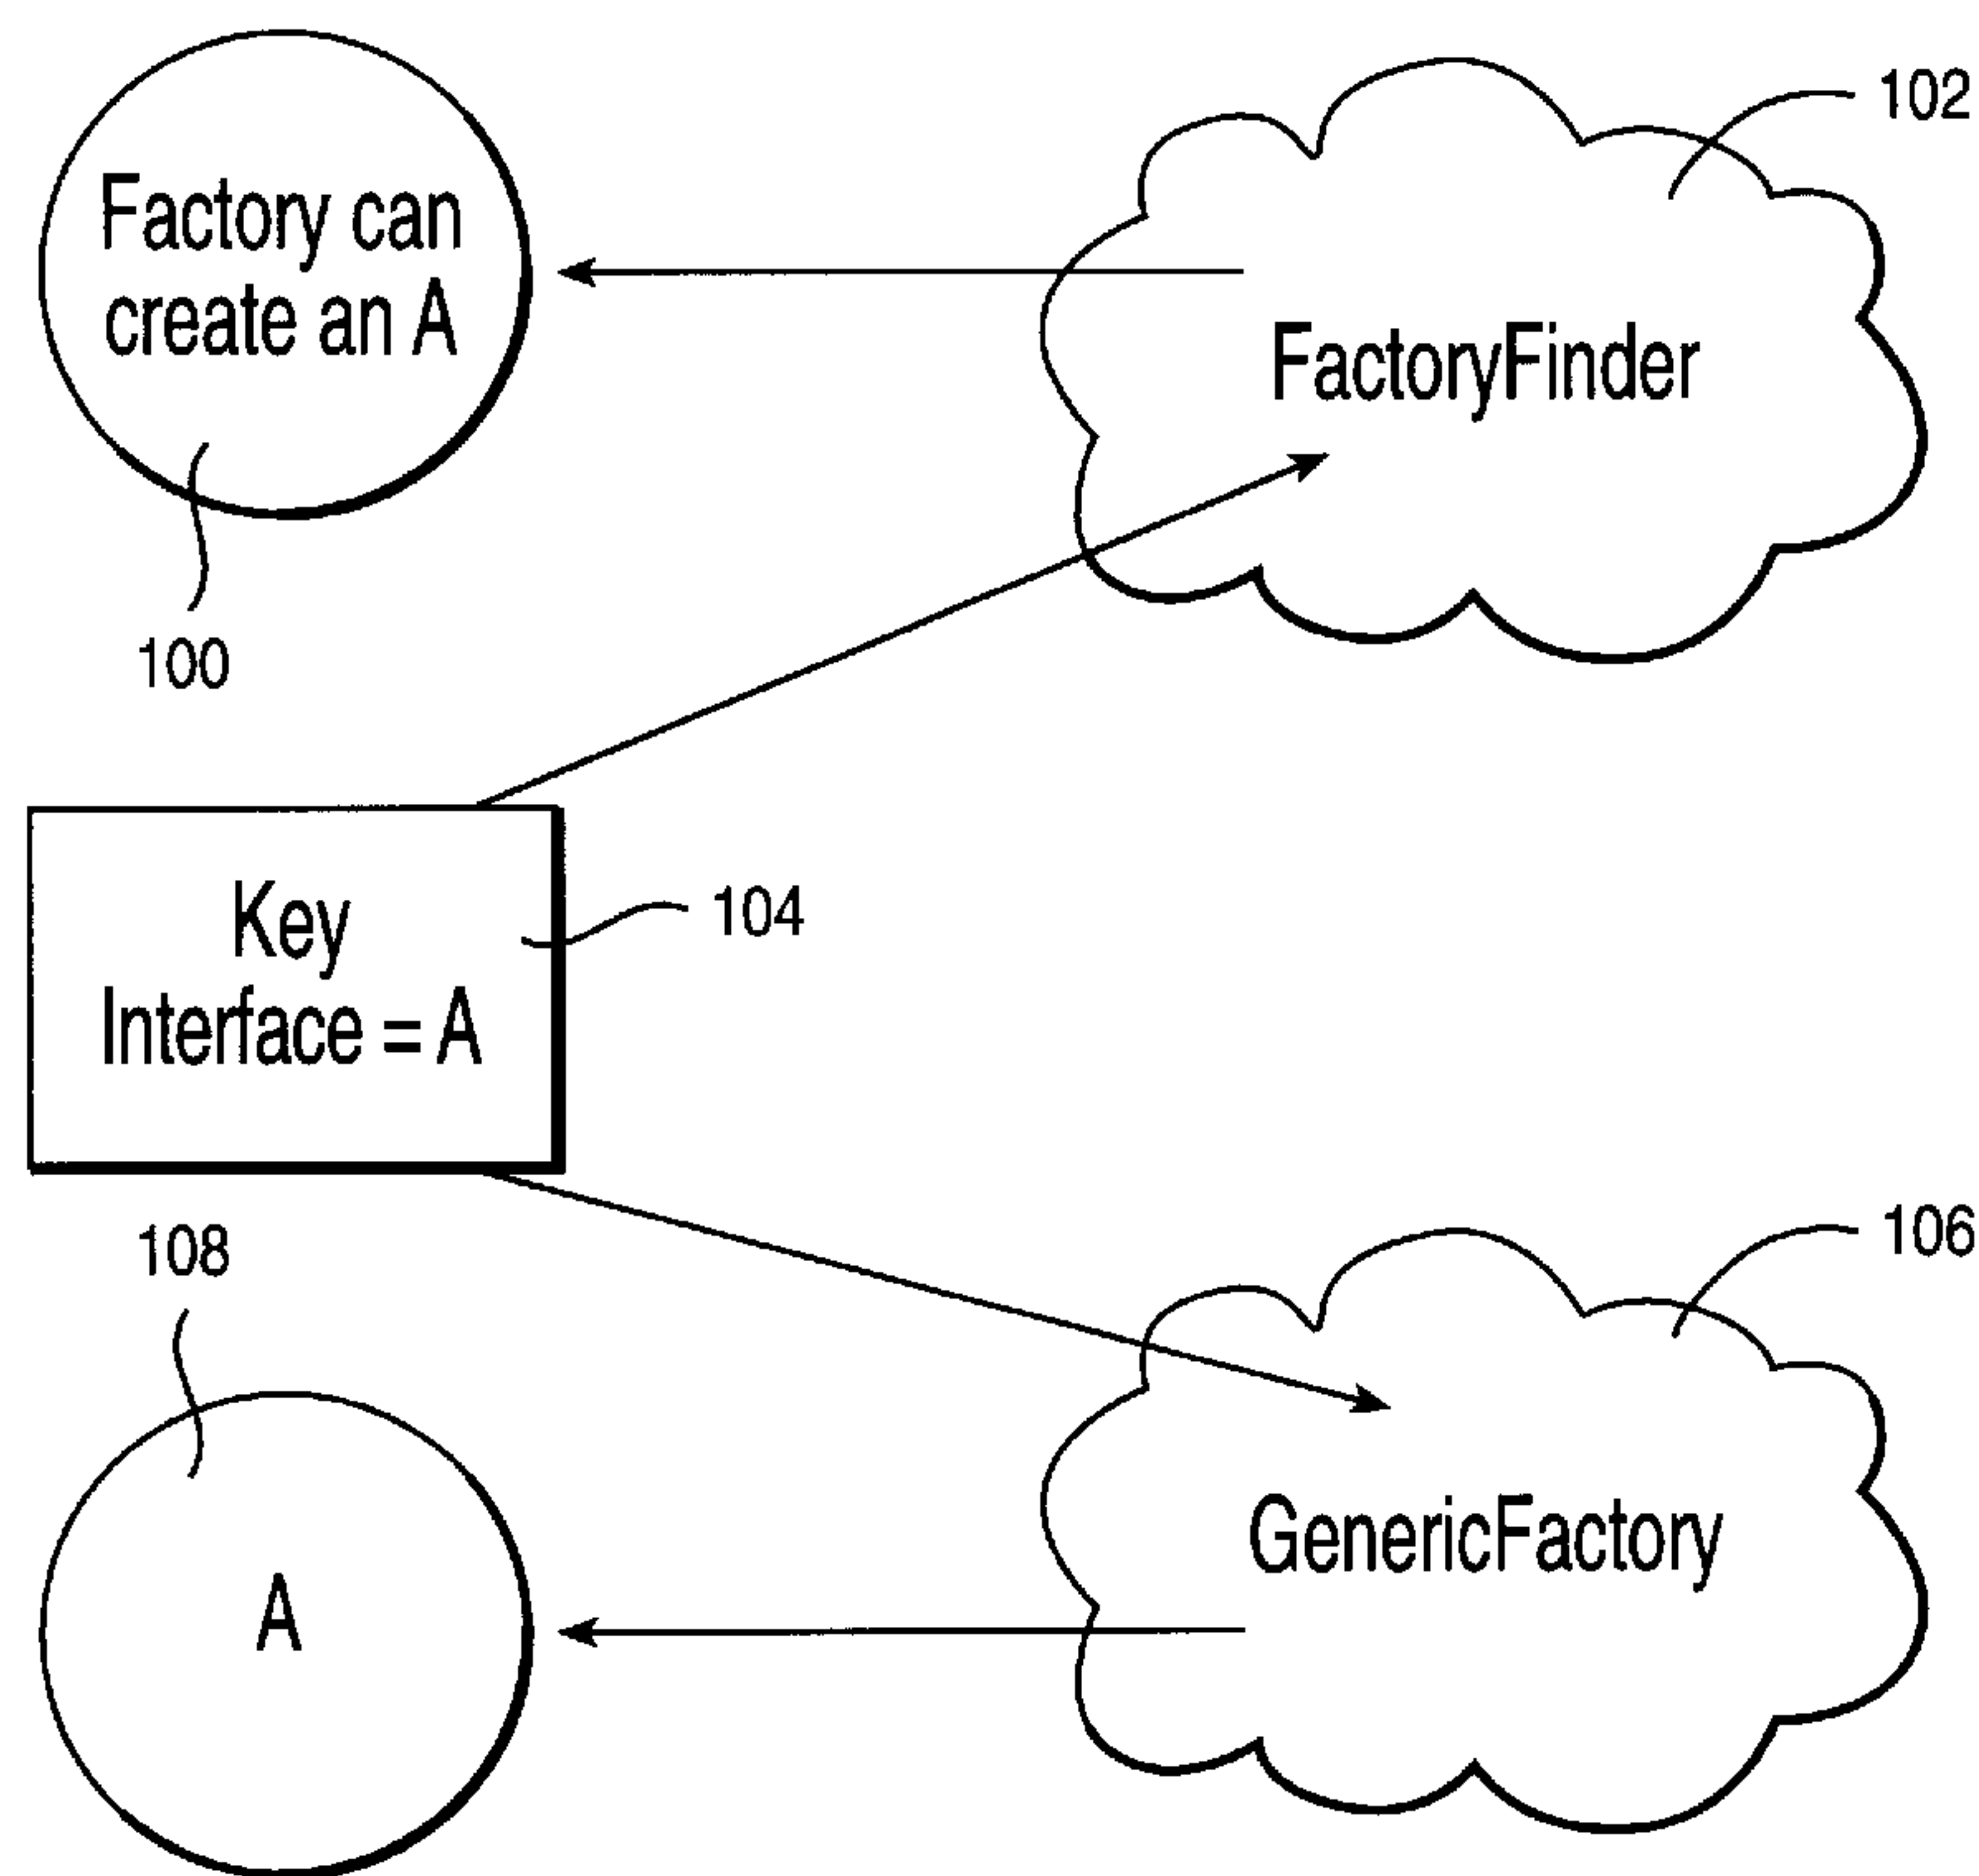 102
Factory can
create an A
FactoryFinder
100
Key
Interface = A
104
108
106
GenericFactory
A